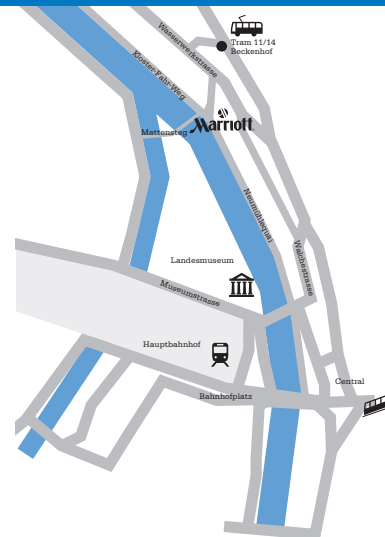 Tram 11/14
Beckenhof
Wasserwerkstrasse
Kloster-Fahr-Weg
Marriott
Mattensteg
Neumühlequai
Walchestrasse
Landesmuseum
Museumstrasse
Hauptbahnhof
Central
Bahnhofplatz